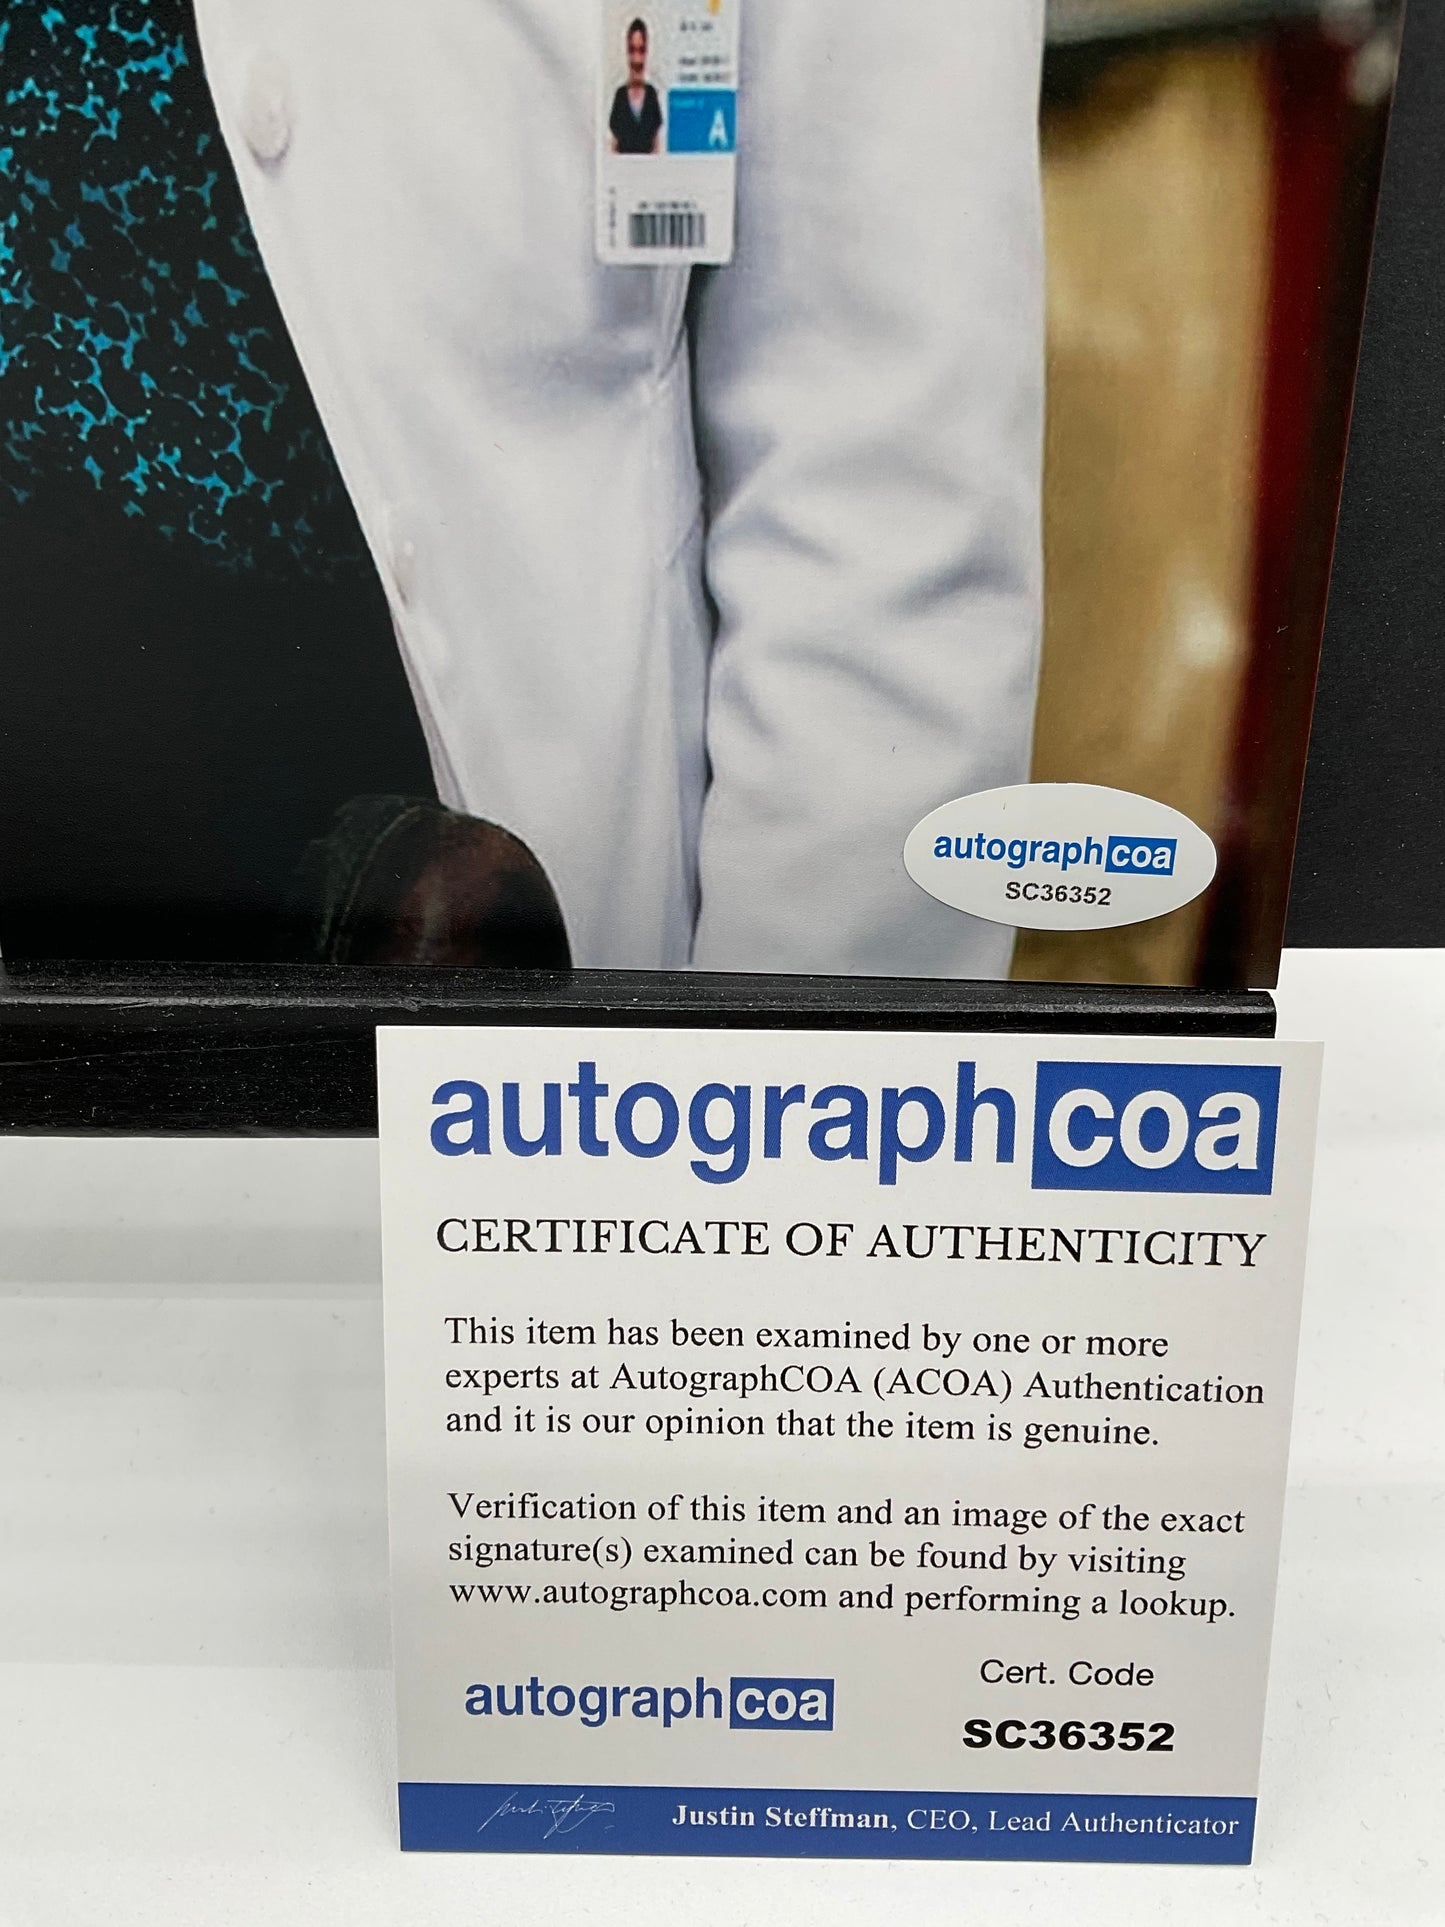 A
autographcoa
SC36352
autographcoa
CERTIFICATE OF AUTHENTICITY
This item has been examined by one or more
experts at AutographCOA (ACOA) Authentication
and it is our opinion that the item is genuine.
Verification of this item and an image of the exact
signature(s) examined can be found by visiting
www.autographcoa.com and performing a lookup.
autographcoa
Cert. Code
SC36352
Justin Steffman, CEO, Lead Authenticator